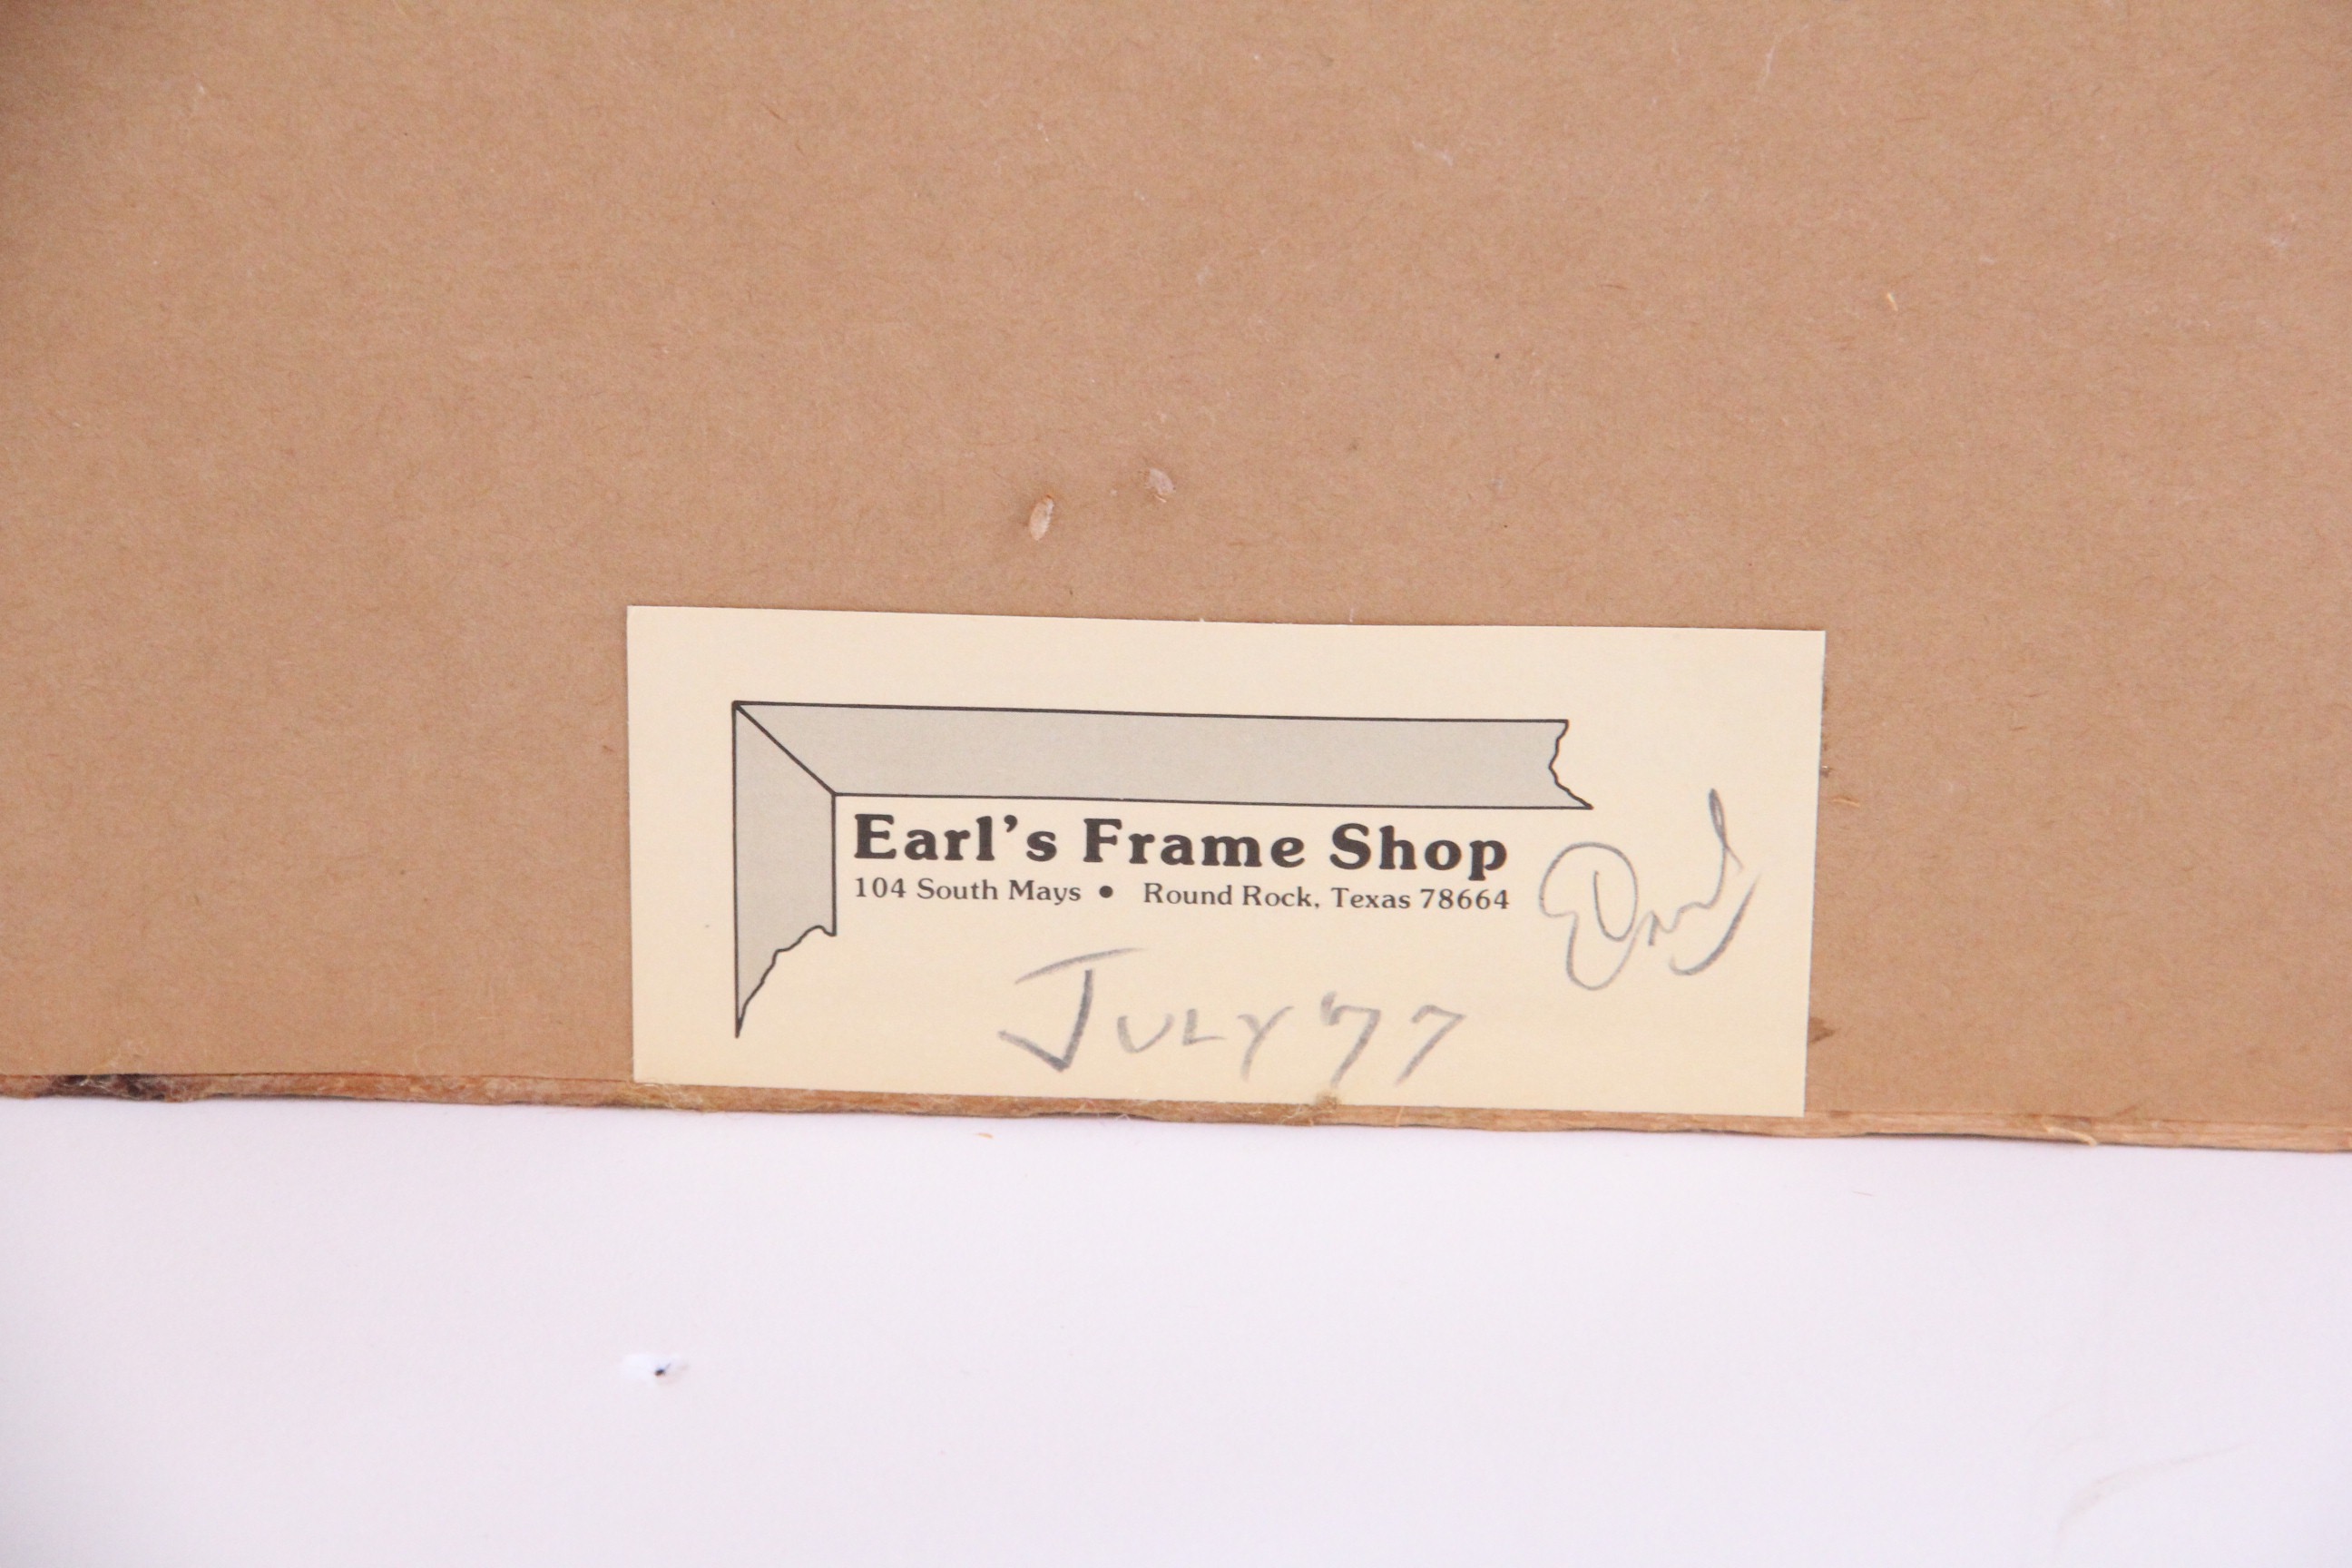 Earl's Frame Shop
104 South Mays • Round Rock, Texas 78664
JULY '77